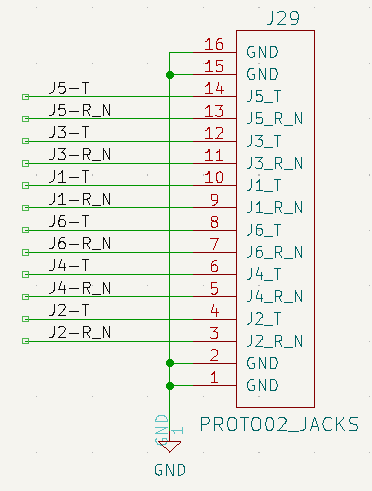 J29
16 GND
15 GND
J5-T 14 J5_T
J5-R_N 13 J5_R_N
J3-T 12 J3_T
J3-R_N 11 J3_R_N
J1-T 10 J1_T
J1-R_N 9 J1_R_N
J6-T 8 J6_T
J6-R_N 7 J6_R_N
J4-T 6 J4_T
J4-R_N 5 J4_R_N
J2-T 4 J2_T
J2-R_N 3 J2_R_N
2 GND
1 GND
PROTO02_JACKS
GND
1
GND